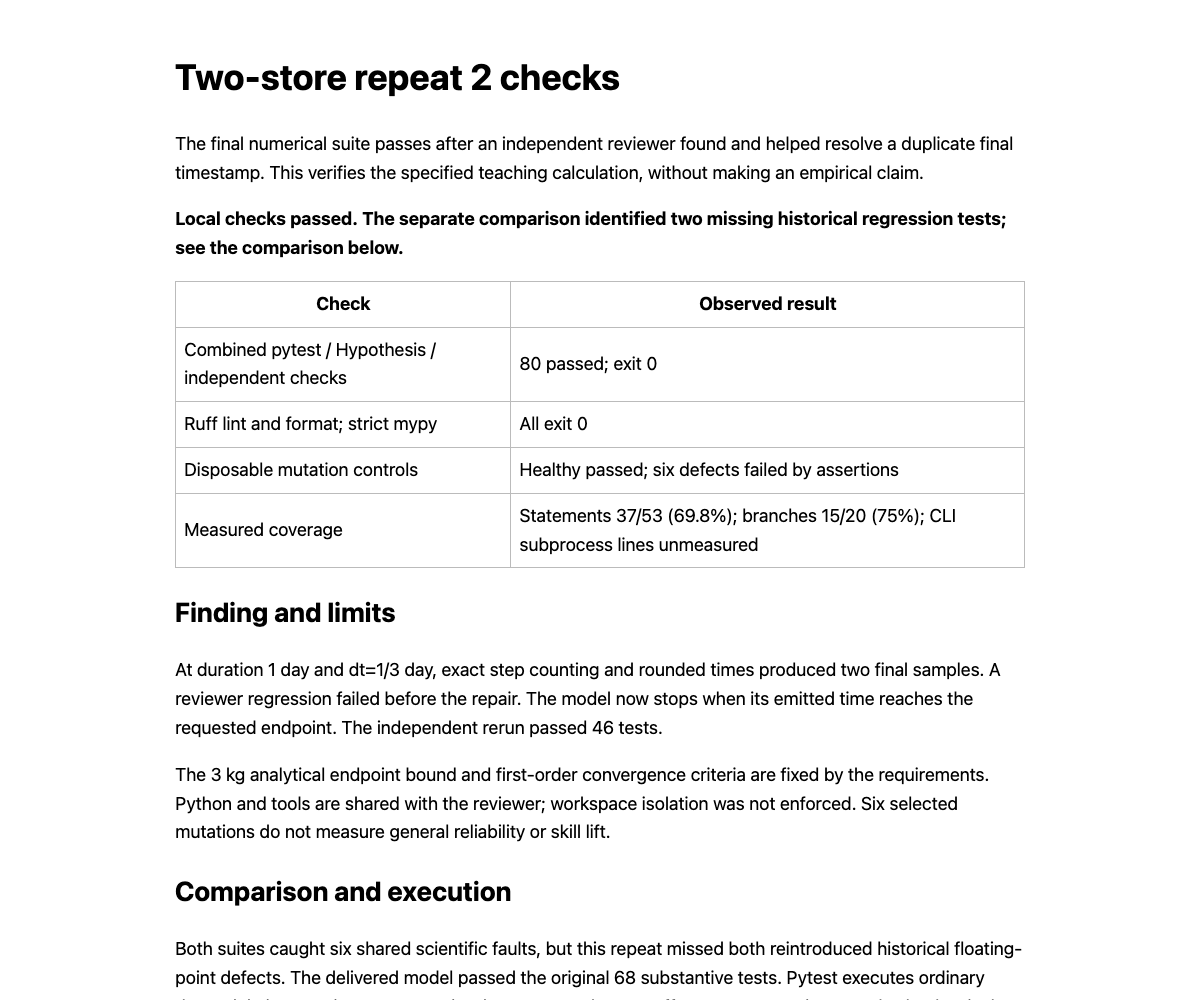 Two-store repeat 2 checks
The final numerical suite passes after an independent reviewer found and helped resolve a duplicate final
timestamp. This verifies the specified teaching calculation, without making an empirical claim.
Local checks passed. The separate comparison identified two missing historical regression tests;
see the comparison below.
Check
Observed result
Combined pytest / Hypothesis /
independent checks
80 passed; exit 0
Ruff lint and format; strict mypy
All exit 0
Disposable mutation controls
Healthy passed; six defects failed by assertions
Measured coverage
Statements 37/53 (69.8%); branches 15/20 (75%); CLI
subprocess lines unmeasured
Finding and limits
At duration 1 day and dt=1/3 day, exact step counting and rounded times produced two final samples. A
reviewer regression failed before the repair. The model now stops when its emitted time reaches the
requested endpoint. The independent rerun passed 46 tests.
The 3 kg analytical endpoint bound and first-order convergence criteria are fixed by the requirements.
Python and tools are shared with the reviewer; workspace isolation was not enforced. Six selected
mutations do not measure general reliability or skill lift.
Comparison and execution
Both suites caught six shared scientific faults, but this repeat missed both reintroduced historical floating-
point defects. The delivered model passed the original 68 substantive tests. Pytest executes ordinary